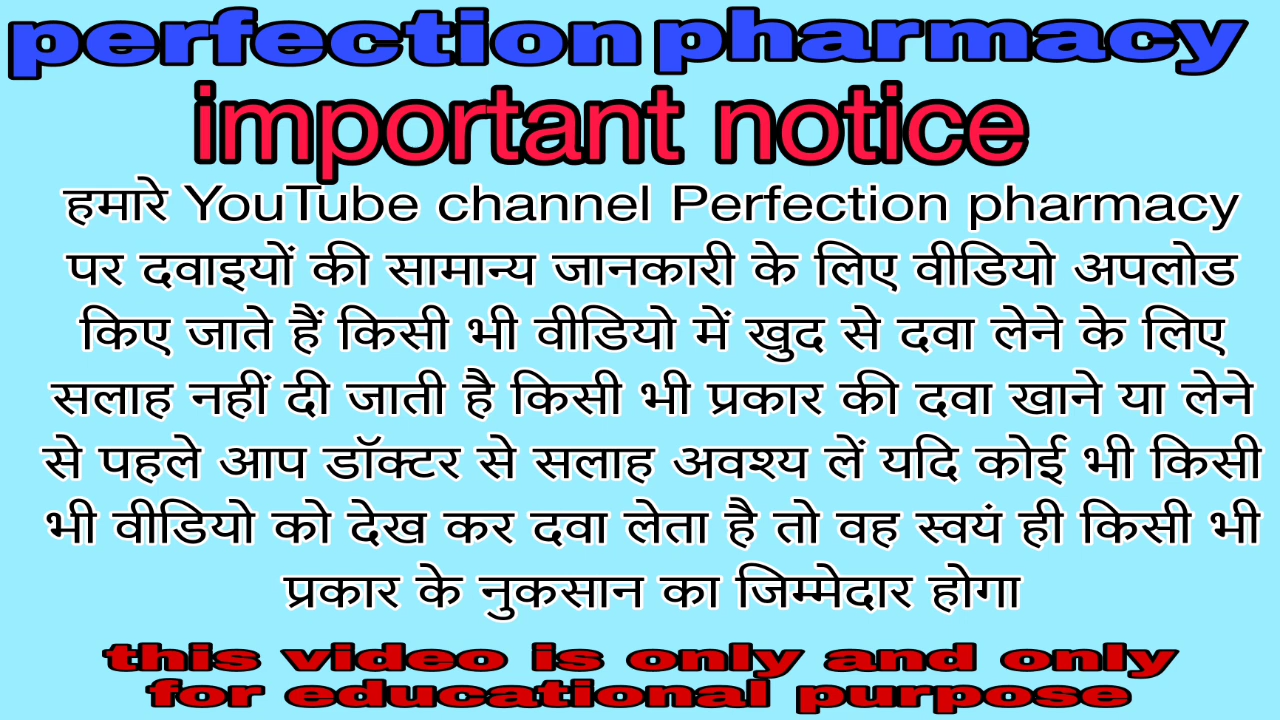 perfection pharmacy
important notice
हमारे YouTube channel Perfection pharmacy
पर दवाइयों की सामान्य जानकारी के लिए वीडियो अपलोड
किए जाते हैं किसी भी वीडियो में खुद से दवा लेने के लिए
सलाह नहीं दी जाती है किसी भी प्रकार की दवा खाने या लेने
से पहले आप डॉक्टर से सलाह अवश्य लें यदि कोई भी किसी
भी वीडियो को देख कर दवा लेता है तो वह स्वयं ही किसी भी
प्रकार के नुकसान का जिम्मेदार होगा
this video is only and only
for educational purpose